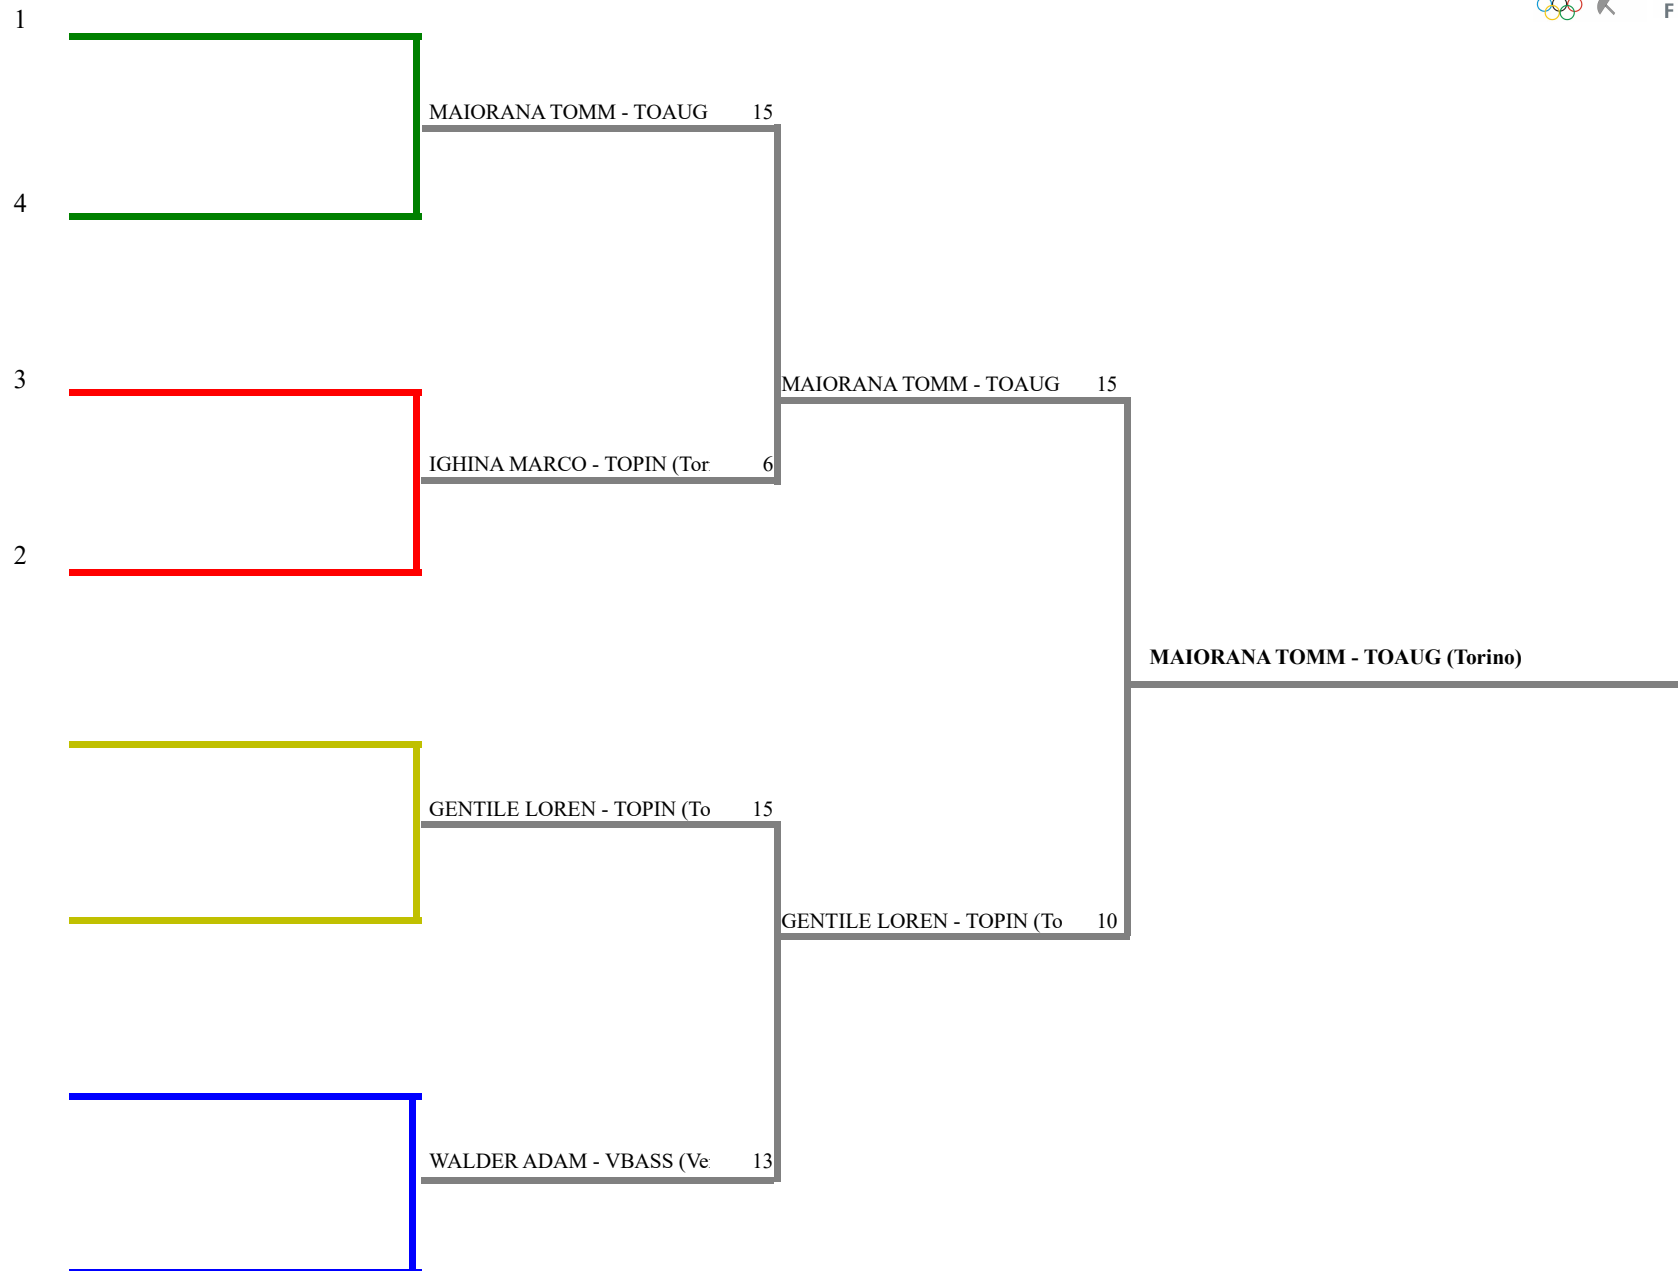 1
F
MAIORANA TOMM - TOAUG 15
4
3
MAIORANA TOMM - TOAUG 15
IGHINA MARCO - TOPIN (Tor 6
2
MAIORANA TOMM - TOAUG (Torino)
GENTILE LOREN - TOPIN (To 15
GENTILE LOREN - TOPIN (To 10
WALDER ADAM - VBASS (Ve 13